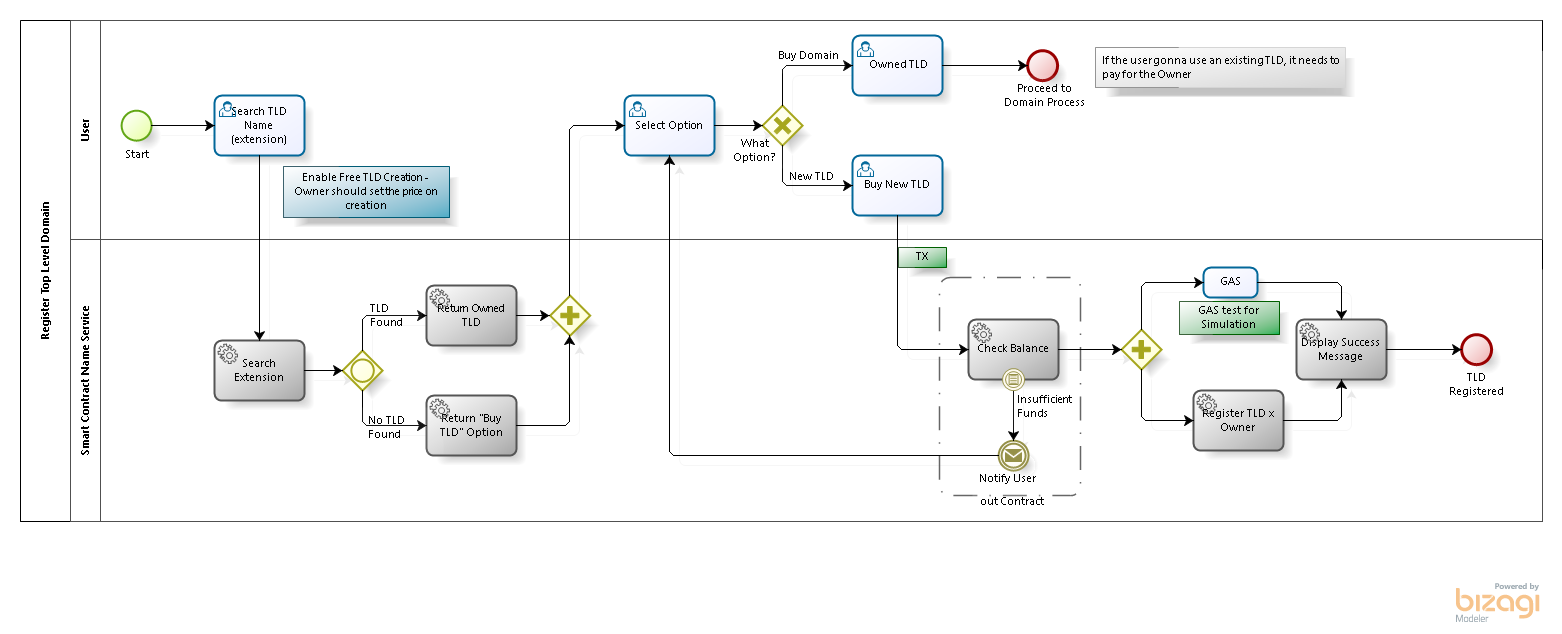 Register Top Level Domain
User
Start
Search TLD
Name
(extension)
Enable Free TLD Creation -
Owner should set the price on
creation
Select Option
What
Option?
Buy Domain
Owned TLD
Proceed to
Domain Process
If the user gonna use an existing TLD, it needs to
pay for the Owner
New TLD
Buy New TLD
Smart Contract Name Service
Search
Extension
TLD
Found
Return Owned
TLD
No TLD
Found
Return "Buy
TLD" Option
TX
Check Balance
Insufficient
Funds
Notify User
out Contract
GAS
GAS test for
Simulation
Register TLD x
Owner
Display Success
Message
TLD
Registered
Powered by
bizagi
Modeler